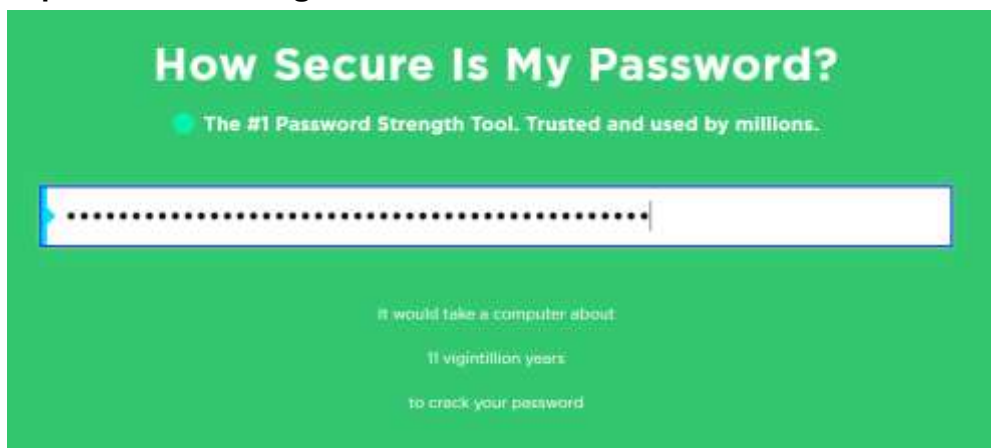 How Secure Is My Password?
The #1 Password Strength Tool. Trusted and used by millions.
It would take a computer about
11 vigintillion years
to crack your password